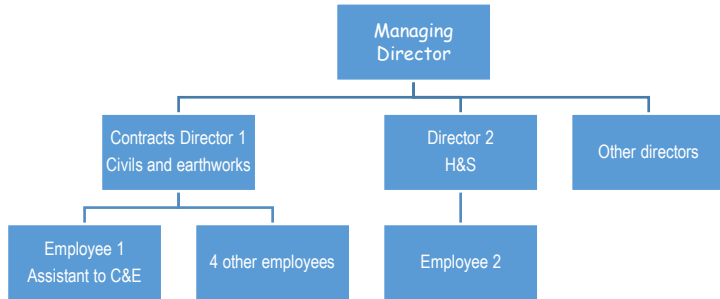 Managing
Director
Contracts Director 1
Civils and earthworks
Director 2
H&S
Other directors
Employee 1
Assistant to C&E
4 other employees
Employee 2